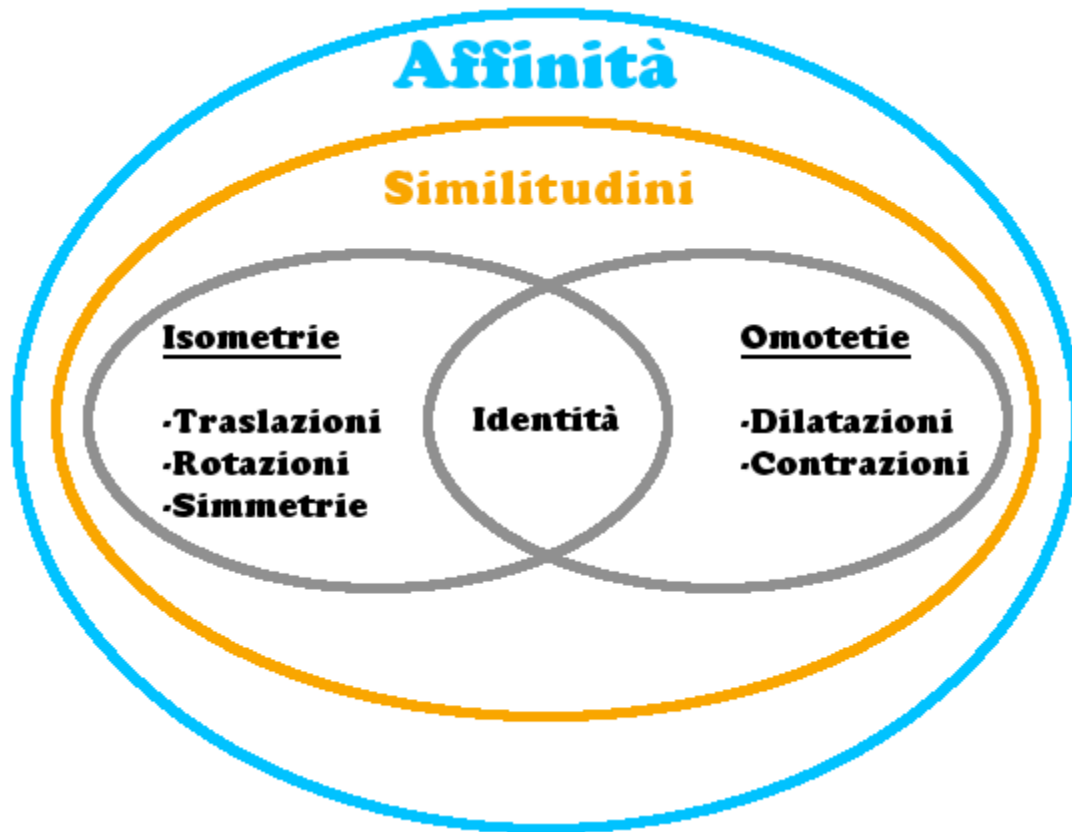 Affinità
Similitudini
Isometrie
-Traslazioni
-Rotazioni
-Simmetrie
Identità
Omotetie
-Dilatazioni
-Contrazioni